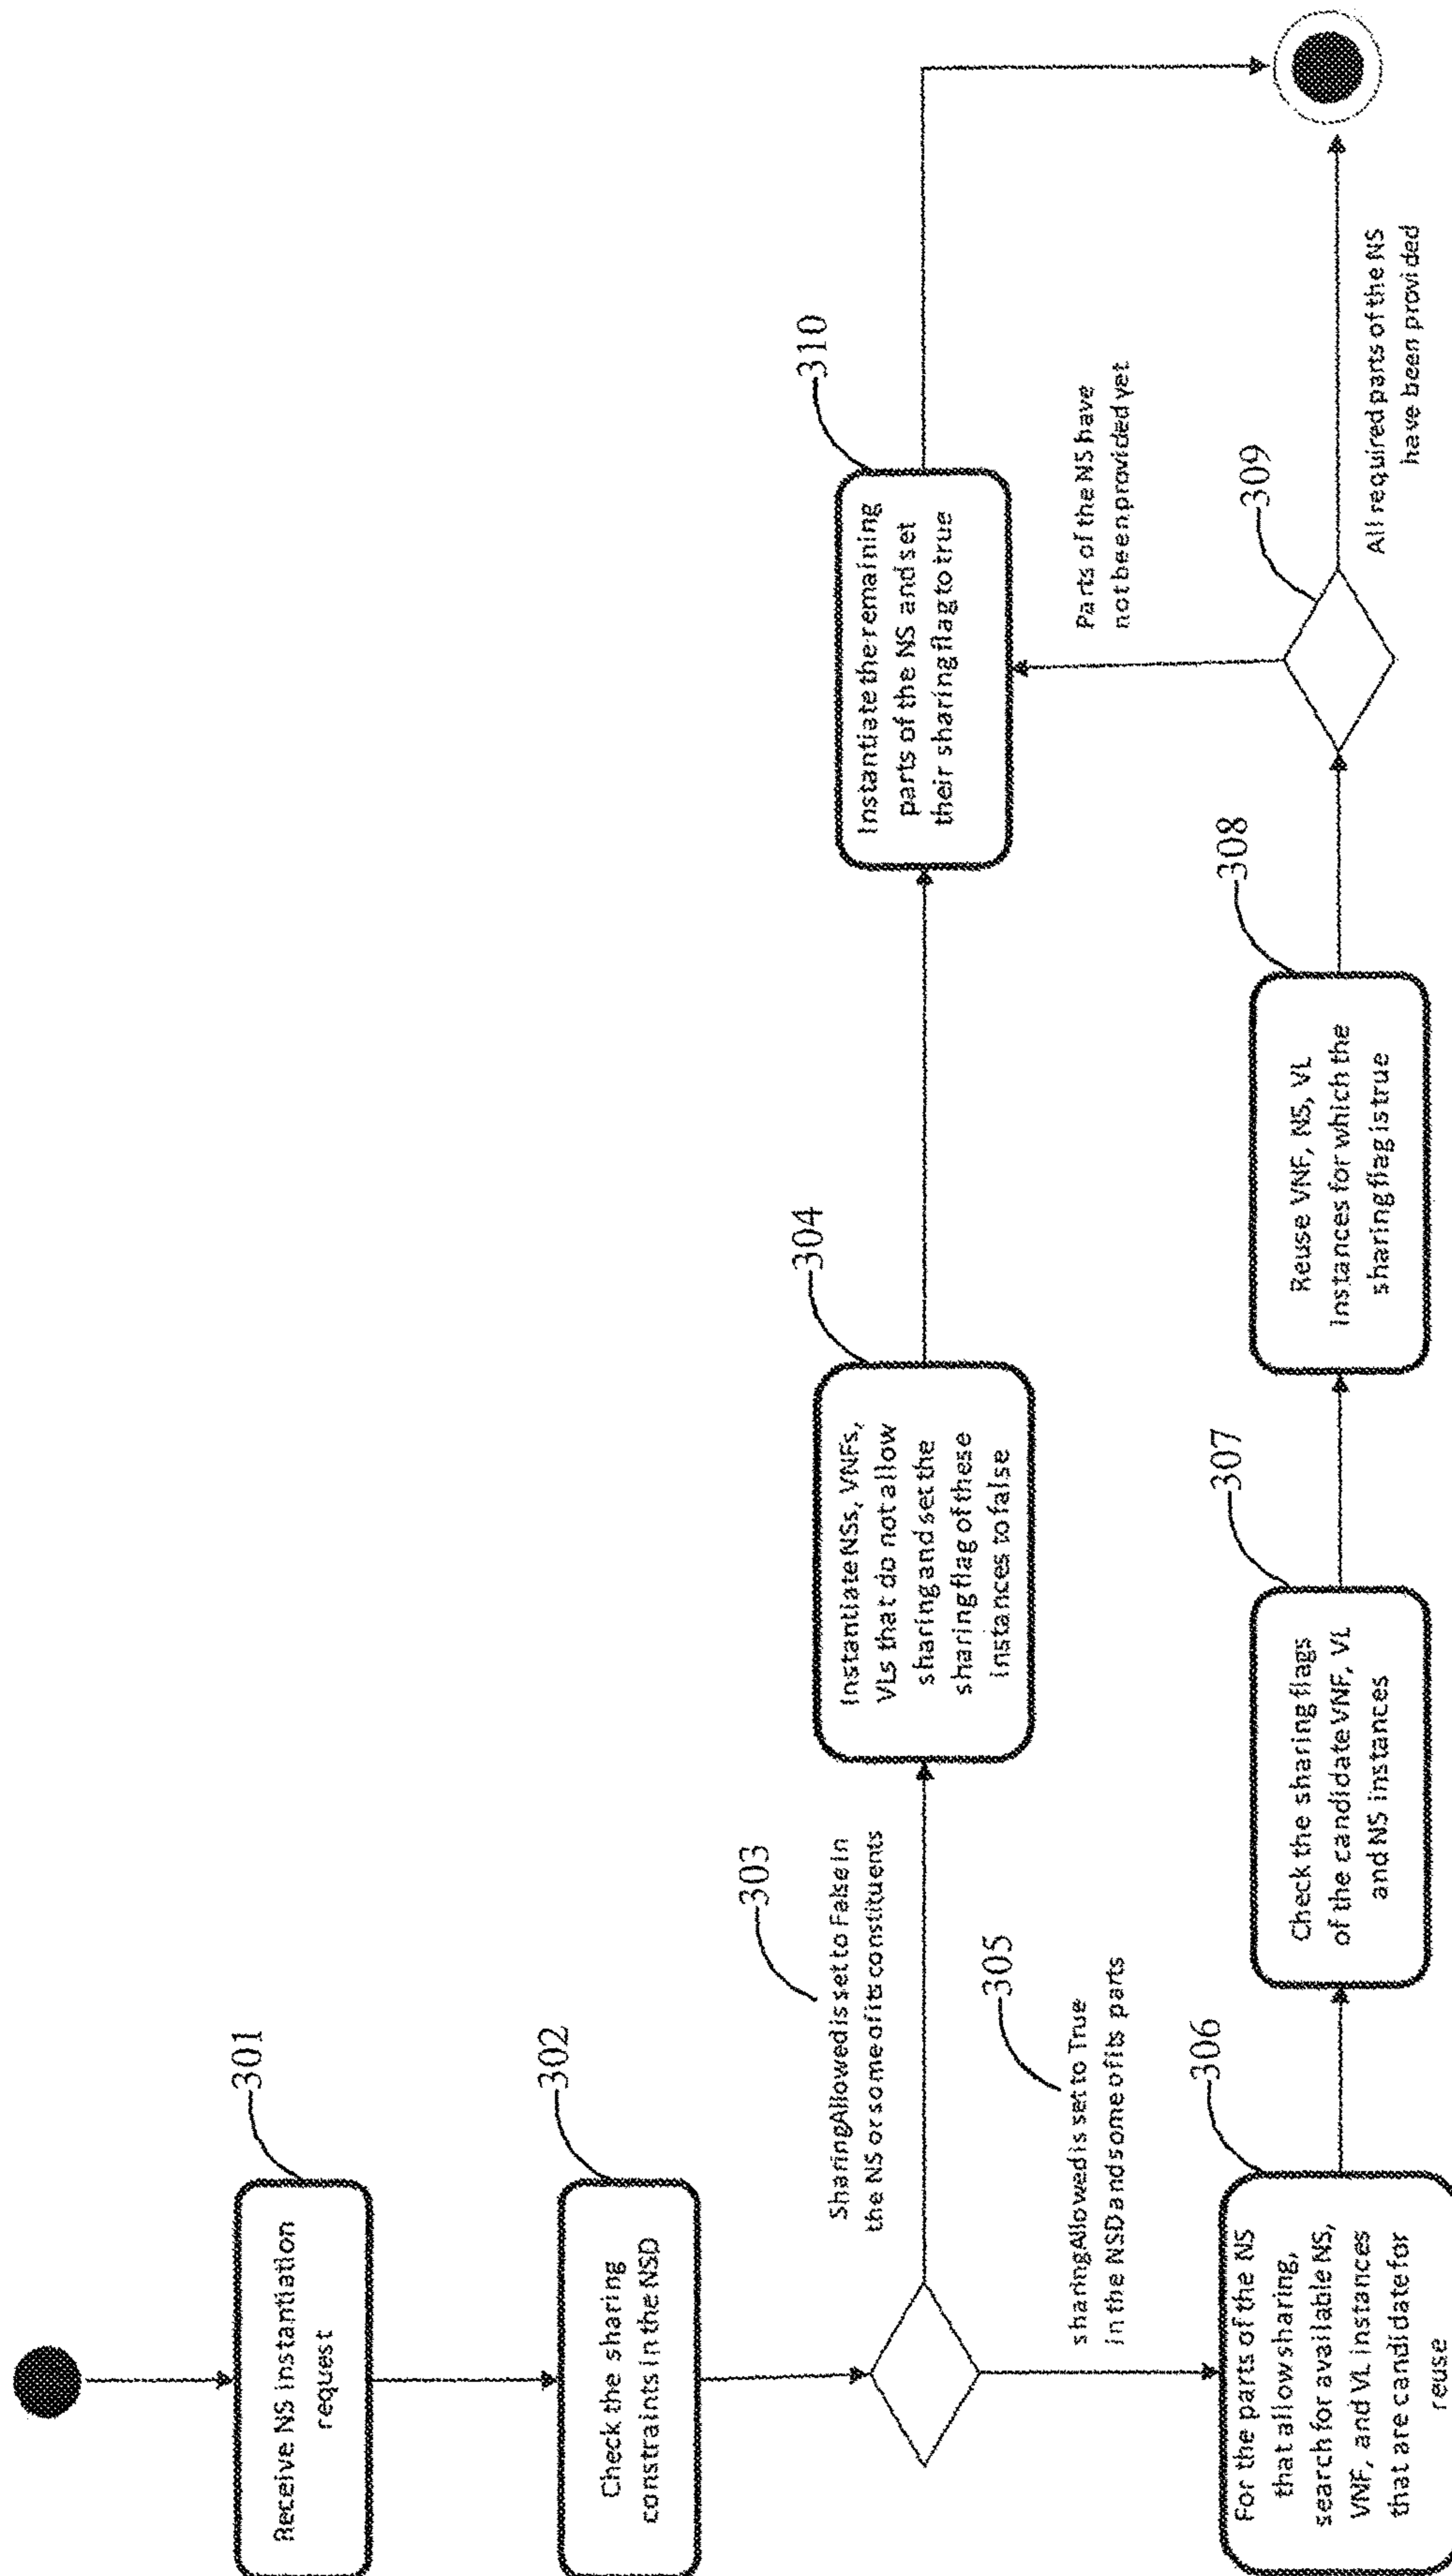 301
Receive NS instantiation
request
302
Check the sharing
constraints in the NSD
303
SharingAllowed is set to False in
the NS or some of its constituents
304
Instantiate NSs, VNFs,
VLs that do not allow
sharing and set the
sharing flag of these
instances to false
305
sharingAllowed is set to True
in the NSD and some of its parts
306
For the parts of the NS
that allow sharing,
search for available NS,
VNF, and VL instances
that are candidate for
reuse
307
Check the sharing flags
of the candidate VNF, VL
and NS instances
308
Reuse VNF, NS, VL
instances for which the
sharing flag is true
309
Parts of the NS have
not been provided yet
310
Instantiate the remaining
parts of the NS and set
their sharing flag to true
All required parts of the NS
have been provided